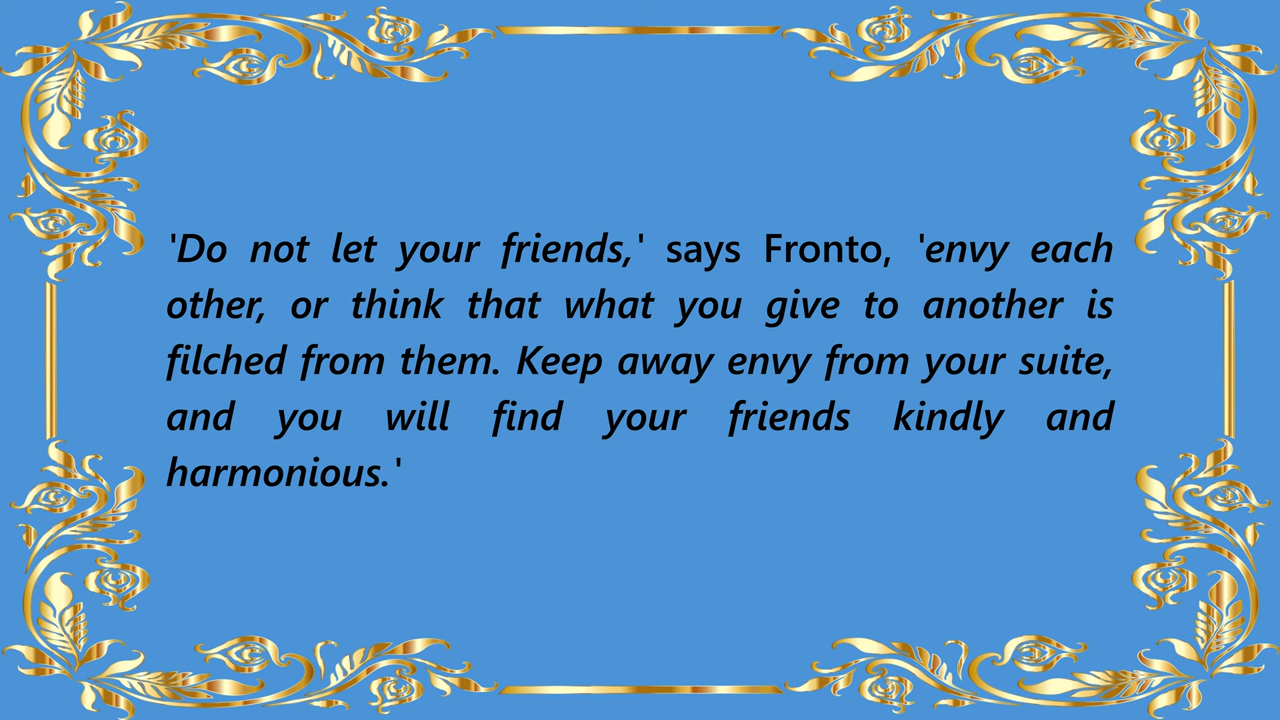 'Do not let your friends,' says Fronto, 'envy each
other, or think that what you give to another is
filched from them. Keep away envy from your suite,
and you will find your friends kindly and
harmonious.'